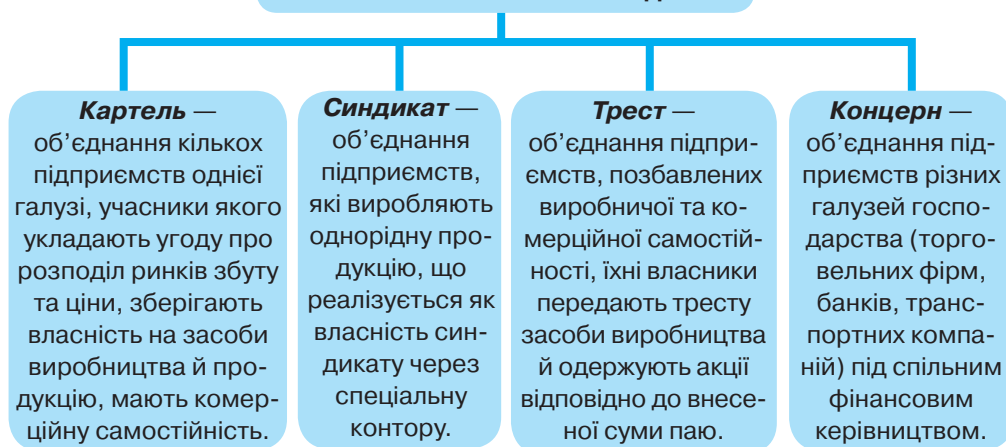 Картель —
об’єднання кількох
підприємств однієї
галузі, учасники якого
укладають угоду про
розподіл ринків збуту
та ціни, зберігають
власність на засоби
виробництва й про-
дукцію, мають комер-
ційну самостійність.
Синдикат —
об’єднання
підприємств,
які виробляють
однорідну про-
дукцію, що
реалізується як
власність син-
дикату через
спеціальну
контору.
Трест —
об’єднання підпри-
ємств, позбавлених
виробничої та ко-
мерційної самостій-
ності, їхні власники
передають тресту
засоби виробництва
й одержують акції
відповідно до внесе-
ної суми паю.
Концерн —
об’єднання під-
приємств різних
галузей госпо-
дарства (торго-
вельних фірм,
банків, транс-
портних компа-
ній) під спільним
фінансовим
керівництвом.